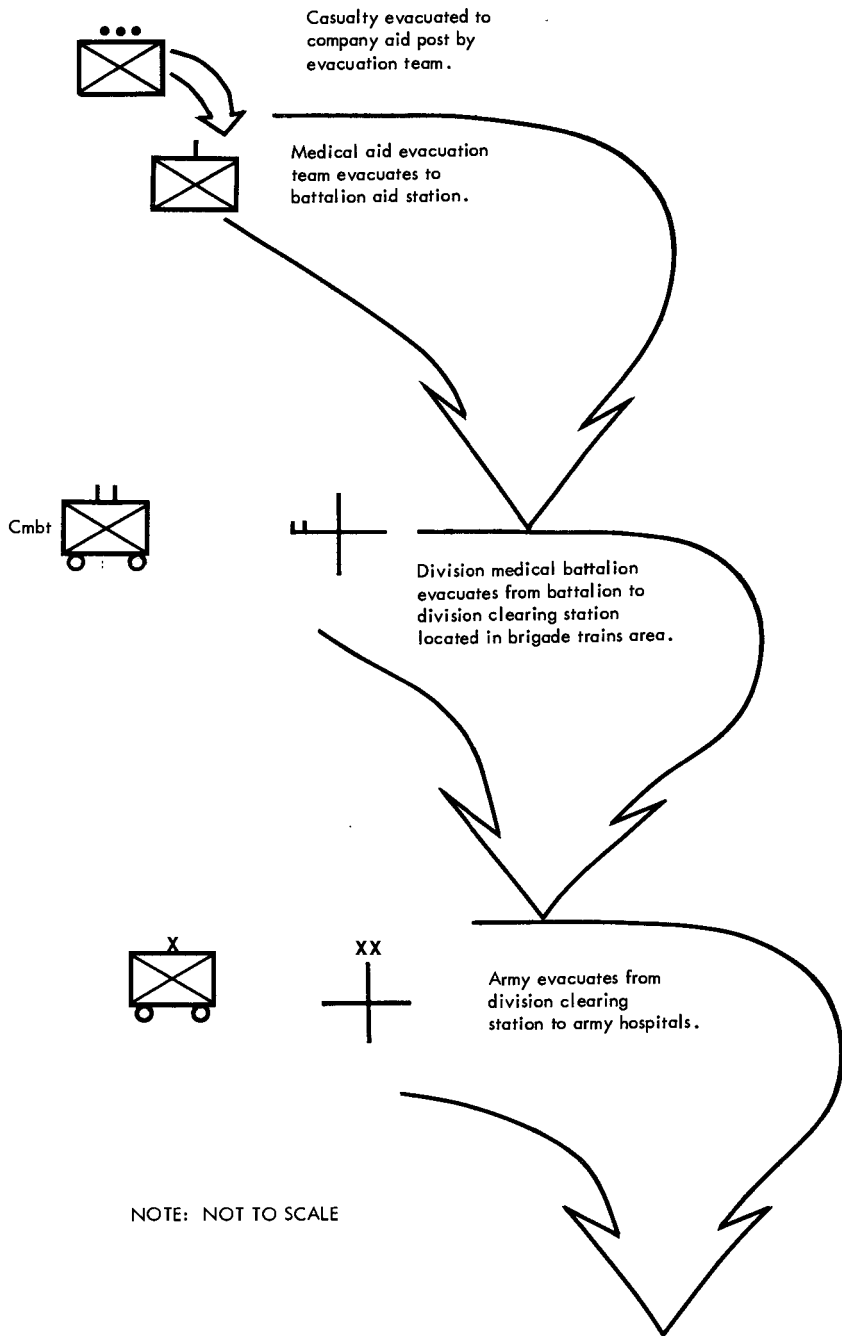 Casualty evacuated to
company aid post by
evacuation team.
Medical aid evacuation
team evacuates to
battalion aid station.
Cmbt
Division medical battalion
evacuates from battalion to
division clearing station
located in brigade trains area.
X
XX
Army evacuates from
division clearing
station to army hospitals.
NOTE: NOT TO SCALE